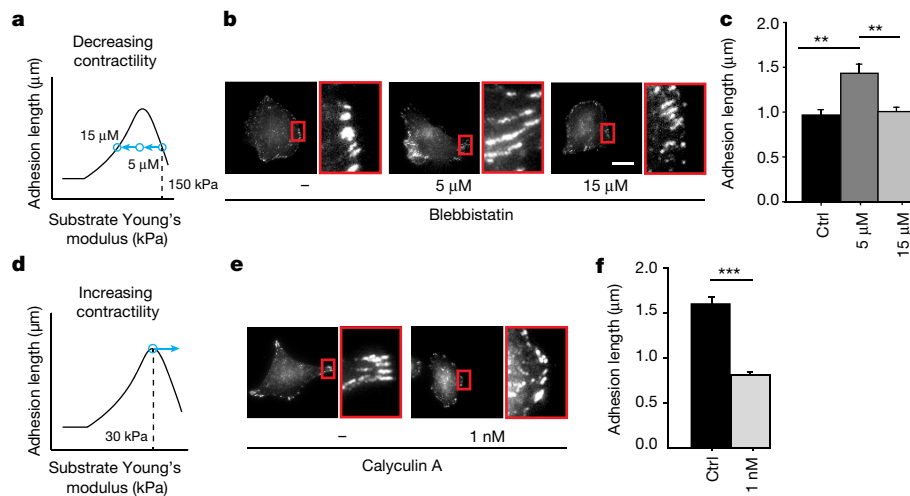 a
Decreasing
contractility
Adhesion length (μm)
15 μM
5 μM
150 kPa
Substrate Young's
modulus (kPa)
b
–
5 μM
15 μM
Blebbistatin
c
Adhesion length (μm)
2.0
1.5
1.0
0.5
0.0
**
**
Ctrl
5 μM
15 μM
d
Increasing
contractility
Adhesion length (μm)
30 kPa
Substrate Young's
modulus (kPa)
e
–
1 nM
Calyculin A
f
Adhesion length (μm)
2.0
1.5
1.0
0.5
0.0
***
Ctrl
1 nM